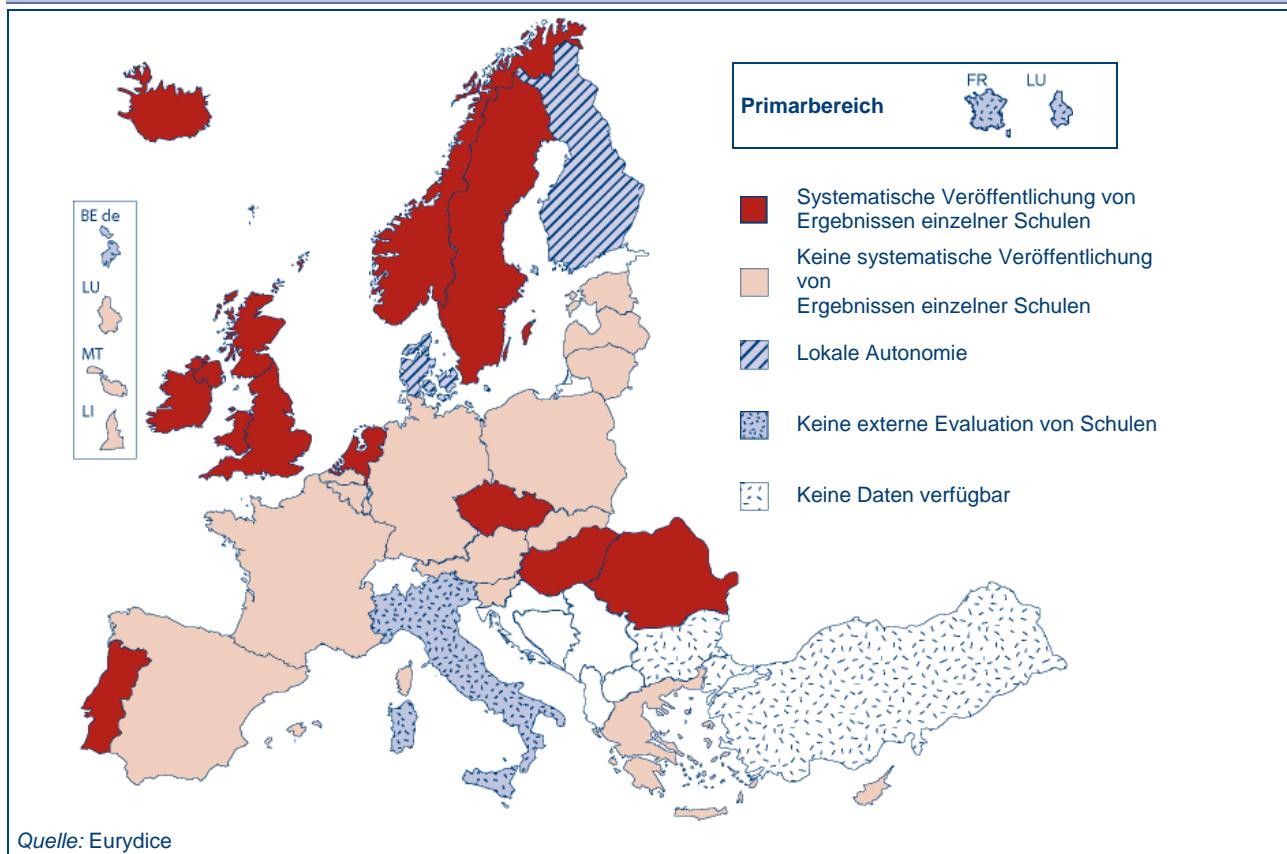 FR LU
Primarbereich
Systematische Veröffentlichung von
Ergebnissen einzelner Schulen
Keine systematische Veröffentlichung
von
Ergebnissen einzelner Schulen
Lokale Autonomie
Keine externe Evaluation von Schulen
Keine Daten verfügbar
BE de
LU
MT
LI
Quelle: Eurydice